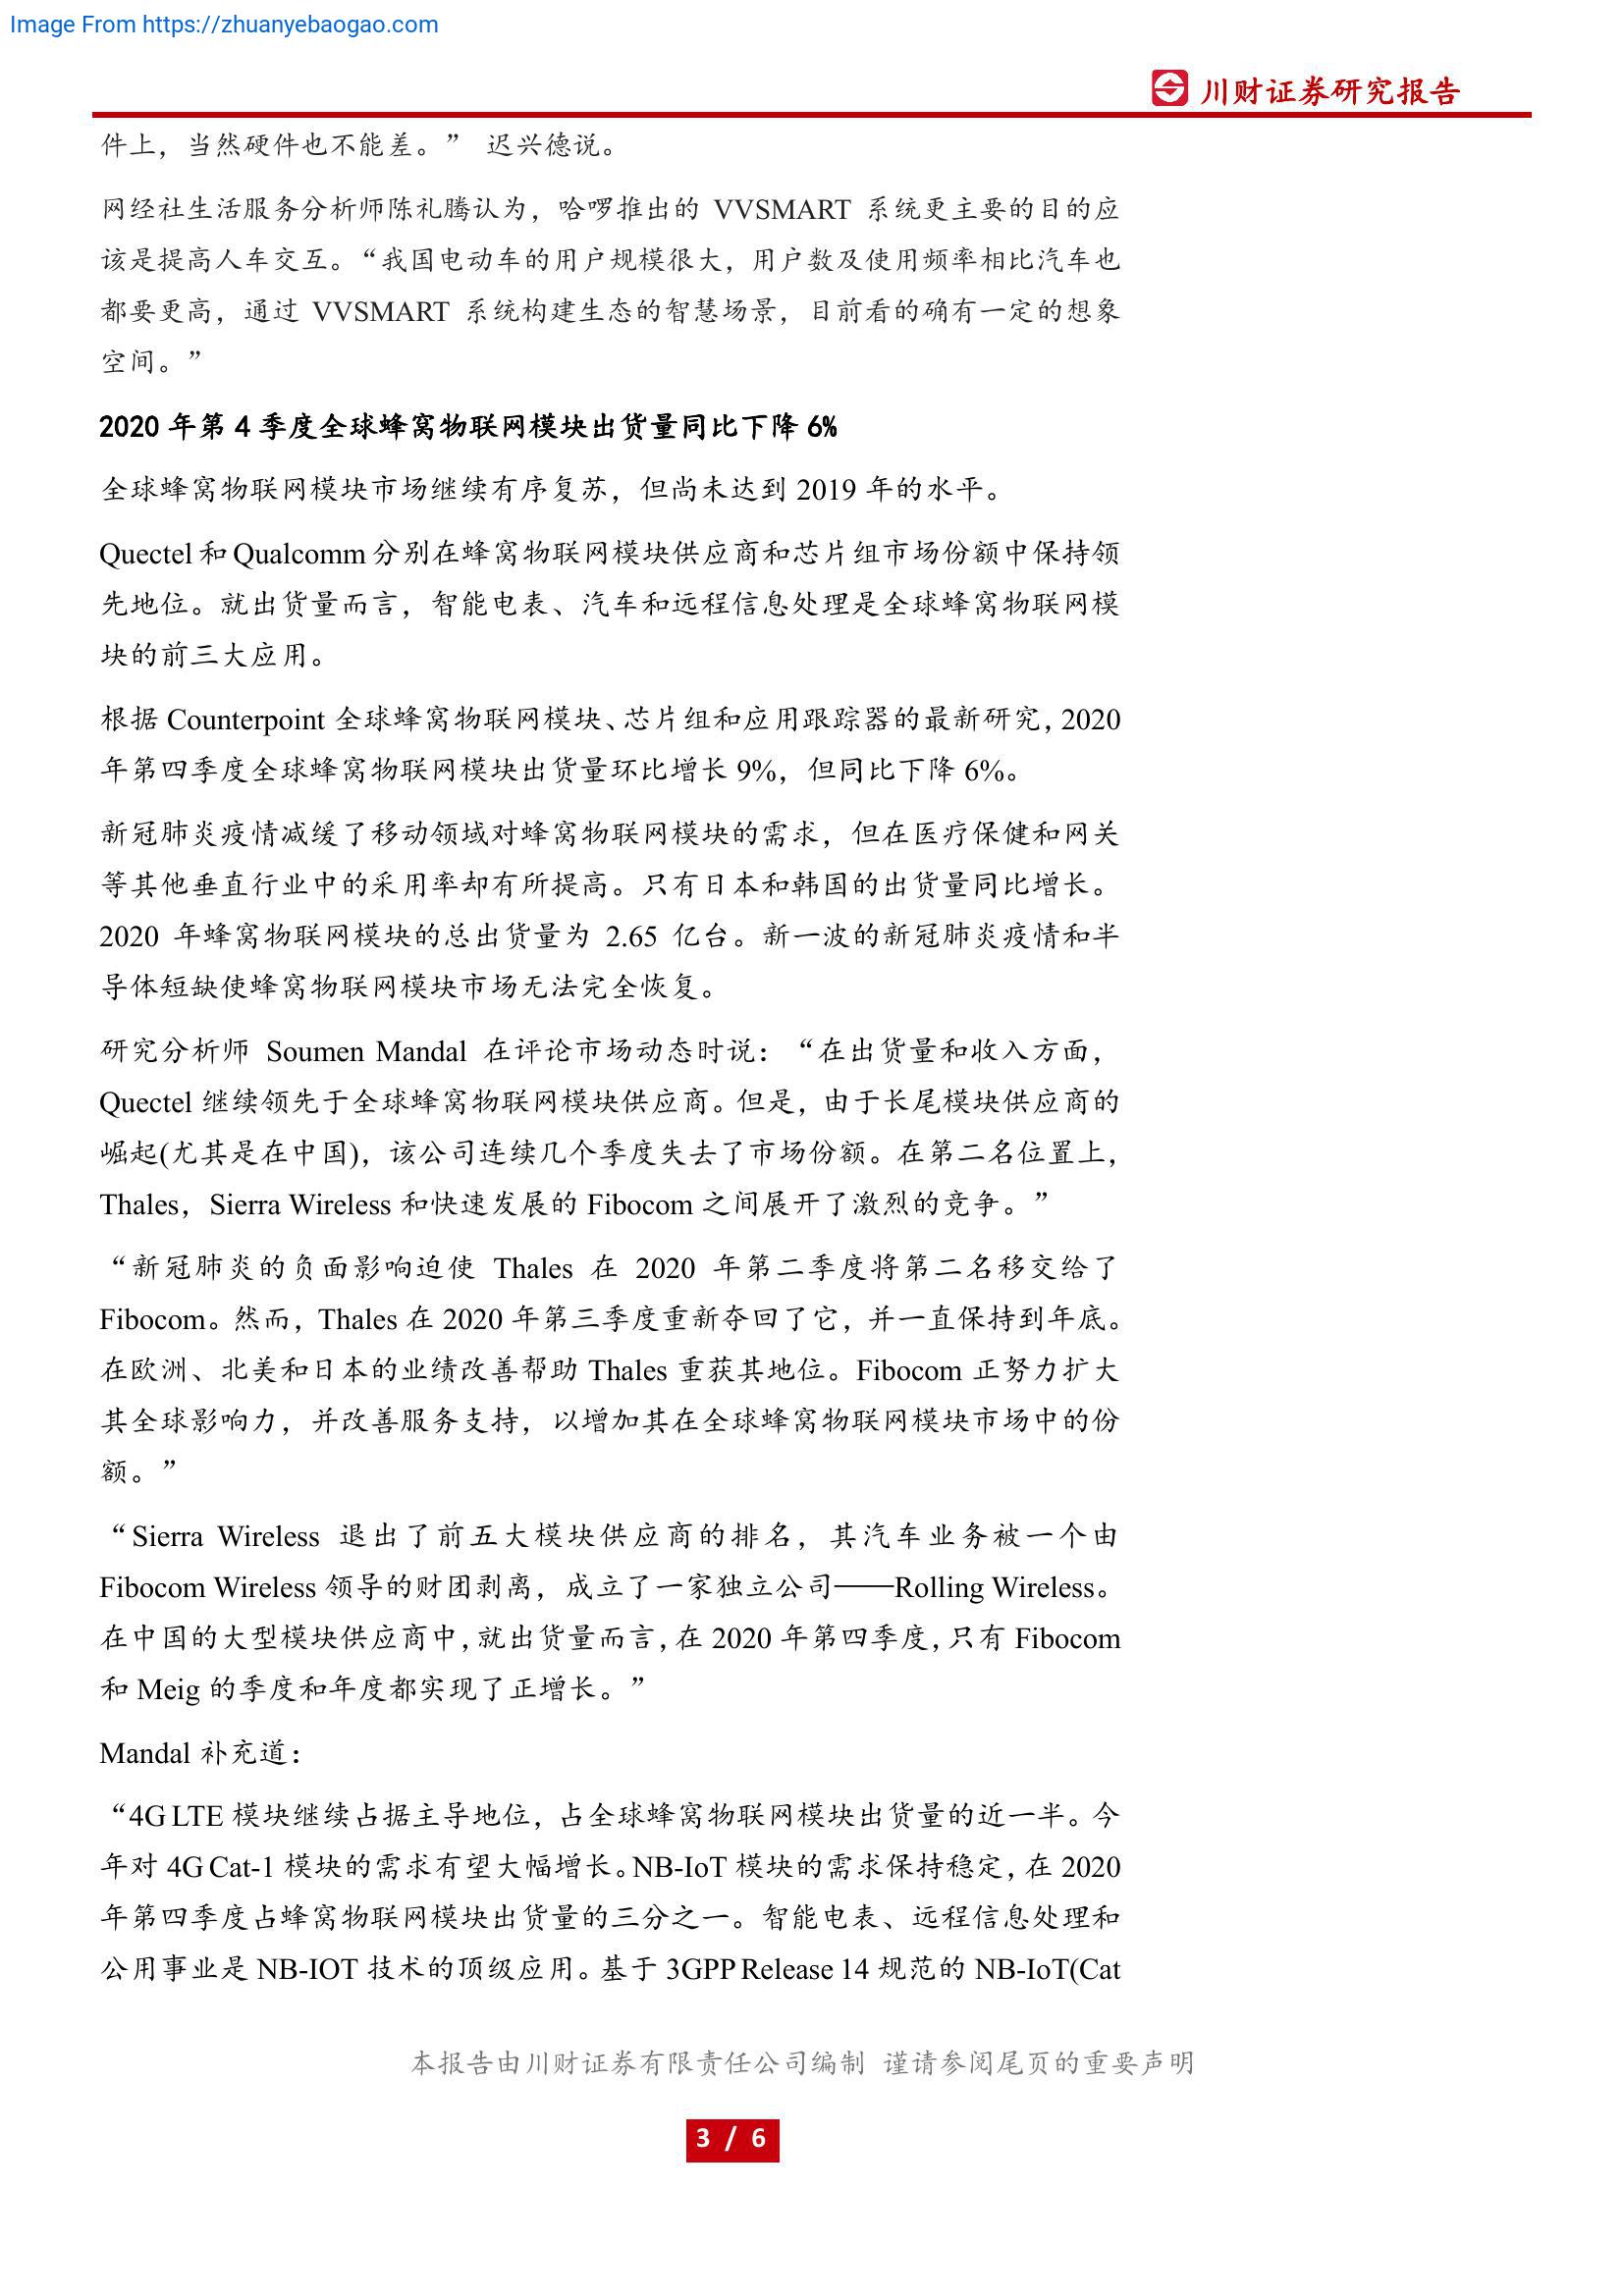 Image From https://zhuanyebaogao.com
川财证券研究报告
件上，当然硬件也不能差。” 迟兴德说。
网经社生活服务分析师陈礼腾认为，哈啰推出的 VVSMART 系统更主要的目的应
该是提高人车交互。“我国电动车的用户规模很大，用户数及使用频率相比汽车也
都要更高，通过 VVSMART 系统构建生态的智慧场景，目前看的确有一定的想象
空间。”
2020 年第 4 季度全球蜂窝物联网模块出货量同比下降 6%
全球蜂窝物联网模块市场继续有序复苏，但尚未达到 2019 年的水平。
Quectel 和 Qualcomm 分别在蜂窝物联网模块供应商和芯片组市场份额中保持领
先地位。就出货量而言，智能电表、汽车和远程信息处理是全球蜂窝物联网模
块的前三大应用。
根据 Counterpoint 全球蜂窝物联网模块、芯片组和应用跟踪器的最新研究，2020
年第四季度全球蜂窝物联网模块出货量环比增长 9%，但同比下降 6%。
新冠肺炎疫情减缓了移动领域对蜂窝物联网模块的需求，但在医疗保健和网关
等其他垂直行业中的采用率却有所提高。只有日本和韩国的出货量同比增长。
2020 年蜂窝物联网模块的总出货量为 2.65 亿台。新一波的新冠肺炎疫情和半
导体短缺使蜂窝物联网模块市场无法完全恢复。
研究分析师 Soumen Mandal 在评论市场动态时说：“在出货量和收入方面，
Quectel 继续领先于全球蜂窝物联网模块供应商。但是，由于长尾模块供应商的
崛起(尤其是在中国)，该公司连续几个季度失去了市场份额。在第二名位置上，
Thales，Sierra Wireless 和快速发展的 Fibocom 之间展开了激烈的竞争。”
“新冠肺炎的负面影响迫使 Thales 在 2020 年第二季度将第二名移交给了
Fibocom。然而，Thales 在 2020 年第三季度重新夺回了它，并一直保持到年底。
在欧洲、北美和日本的业绩改善帮助 Thales 重获其地位。Fibocom 正努力扩大
其全球影响力，并改善服务支持，以增加其在全球蜂窝物联网模块市场中的份
额。”
“Sierra Wireless 退出了前五大模块供应商的排名，其汽车业务被一个由
Fibocom Wireless 领导的财团剥离，成立了一家独立公司——Rolling Wireless。
在中国的大型模块供应商中，就出货量而言，在 2020 年第四季度，只有 Fibocom
和 Meig 的季度和年度都实现了正增长。”
Mandal 补充道：
“4G LTE 模块继续占据主导地位，占全球蜂窝物联网模块出货量的近一半。今
年对 4G Cat-1 模块的需求有望大幅增长。NB-IoT 模块的需求保持稳定，在 2020
年第四季度占蜂窝物联网模块出货量的三分之一。智能电表、远程信息处理和
公用事业是 NB-IOT 技术的顶级应用。基于 3GPP Release 14 规范的 NB-IoT(Cat
本报告由川财证券有限责任公司编制 谨请参阅尾页的重要声明
3 / 6